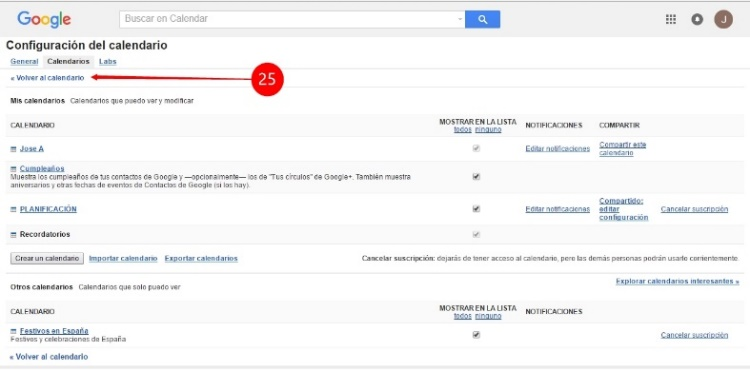 Google Buscar en Calendar J
Configuración del calendario
General Calendarios Labs
« Volver al calendario 25
Mis calendarios Calendarios que puedo ver y modificar
CALENDARIO MOSTRAR EN LA LISTA NOTIFICACIONES COMPARTIR
todos ninguno
Jose A Editar notificaciones Compartir este
calendario
Cumpleaños
Muestra los cumpleaños de tus contactos de Google y —opcionalmente— los de "Tus círculos" de Google+. También muestra
aniversarios y otras fechas de eventos de Contactos de Google (si los hay).
PLANIFICACIÓN Editar notificaciones Compartido:
editar
configuración Cancelar suscripción
Recordatorios
Crear un calendario Importar calendario Exportar calendarios Cancelar suscripción: dejarás de tener acceso al calendario, pero las demás personas podrán usarlo corrientemente.
Otros calendarios Calendarios que solo puedo ver Explorar calendarios interesantes »
CALENDARIO MOSTRAR EN LA LISTA NOTIFICACIONES
todos ninguno
Festivos en España Cancelar suscripción
Festivos y celebraciones de España
« Volver al calendario